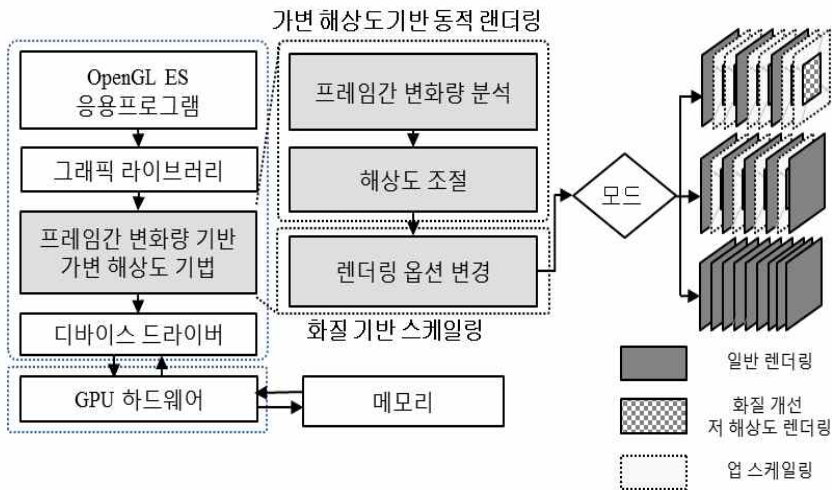 가변 해상도기반 동적 랜더링
OpenGL ES
응용프로그램
그래픽 라이브러리
프레임간 변화량 기반
가변 해상도 기법
디바이스 드라이버
GPU 하드웨어
메모리
프레임간 변화량 분석
해상도 조절
렌더링 옵션 변경
화질 기반 스케일링
모드
일반 렌더링
화질 개선
저 해상도 렌더링
업 스케일링